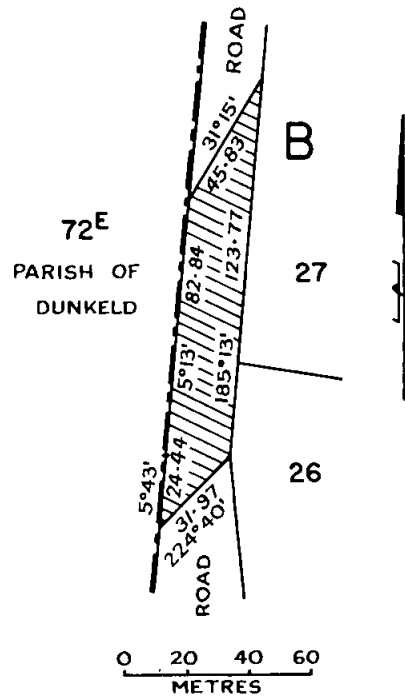 ROAD
31°15'
45·83
B
72E
PARISH OF
DUNKELD
82·84
123·77
27
5°13'
185°13'
5°43'
24·44
31·97
224°40'
26
ROAD
0 20 40 60
METRES